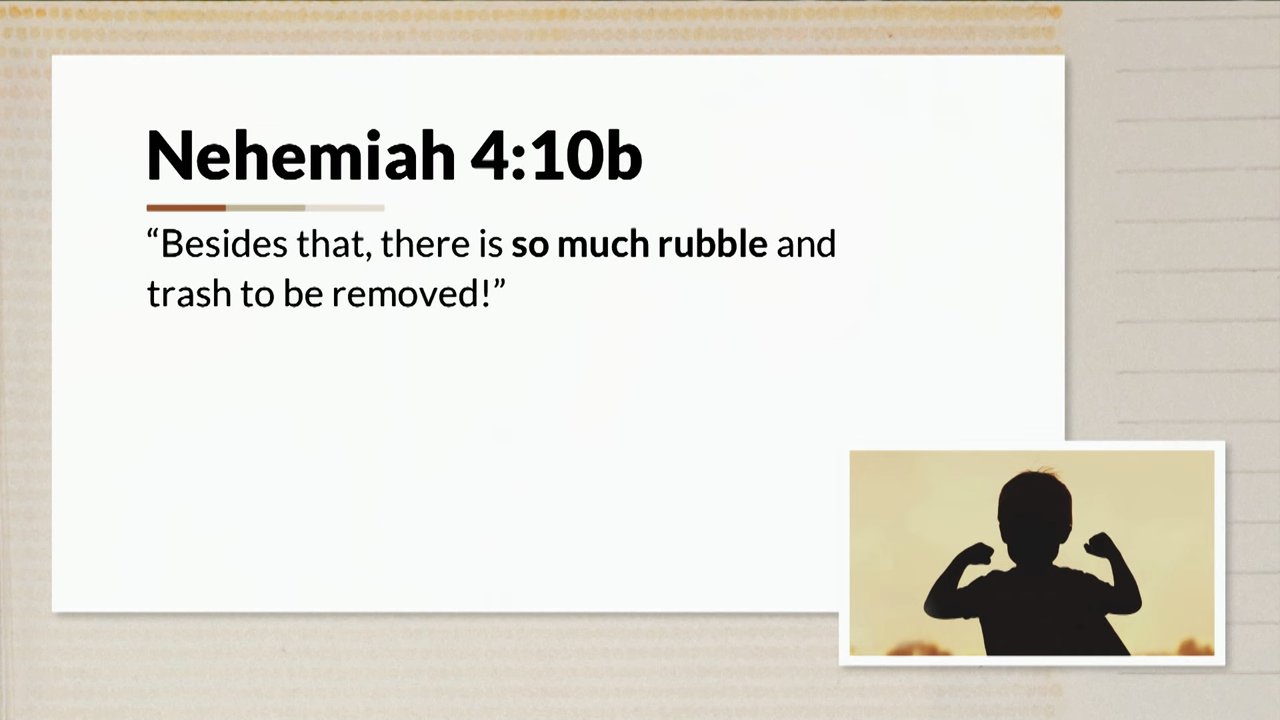 Nehemiah 4:10b
“Besides that, there is so much rubble and
trash to be removed!”